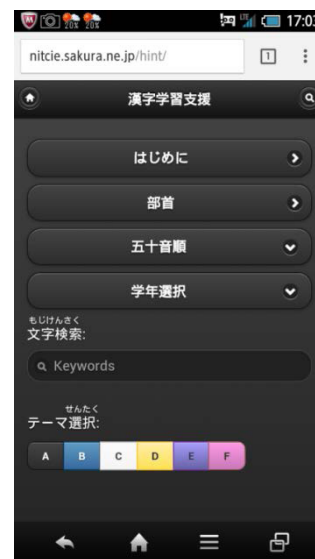 20% 20% 17:03
nitcie.sakura.ne.jp/hint/
1
漢字学習支援
はじめに
部首
五十音順
学年選択
もじけんさく
文字検索:
Keywords
せんたく
テーマ選択:
A B C D E F